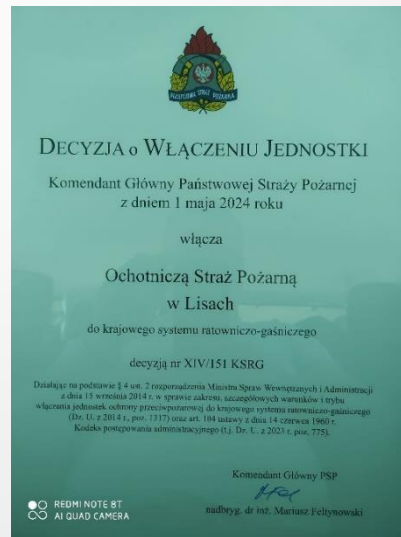 PAŃSTWOWA STRAŻ POŻARNA
DECYZJA o WŁĄCZENIU JEDNOSTKI
Komendant Główny Państwowej Straży Pożarnej
z dniem 1 maja 2024 roku
włącza
Ochotniczą Straż Pożarną
w Lisach
do krajowego systemu ratowniczo-gaśniczego
decyzją nr XIV/151 KSRG
Działając na podstawie § 4 ust. 2 rozporządzenia Ministra Spraw Wewnętrznych i Administracji
z dnia 15 września 2014 r. w sprawie zakresu, szczegółowych warunków i trybu
włączania jednostek ochrony przeciwpożarowej do krajowego systemu ratowniczo-gaśniczego
(Dz. U. z 2014 r., poz. 1317) oraz art. 104 ustawy z dnia 14 czerwca 1960 r.
Kodeks postępowania administracyjnego (t.j. Dz. U. z 2023 r. poz. 775).
Komendant Główny PSP
nadbryg. dr inż. Mariusz Feltynowski
REDMI NOTE 8T
AI QUAD CAMERA